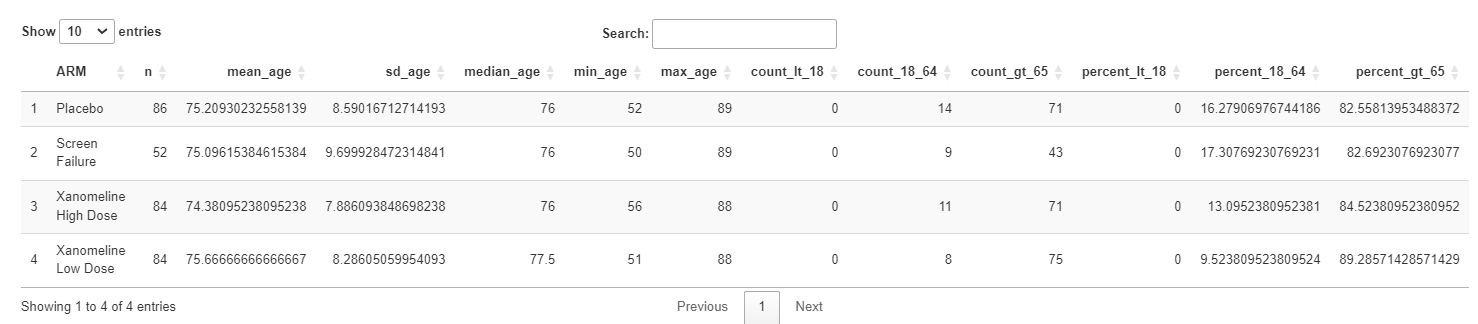 Show 10 entries Search:
ARM n mean_age sd_age median_age min_age max_age count_lt_18 count_18_64 count_gt_65 percent_lt_18 percent_18_64 percent_gt_65
1 Placebo 86 75.20930232558139 8.59016712714193 76 52 89 0 14 71 0 16.27906976744186 82.55813953488372
Screen
2 52 75.09615384615384 9.699928472314841 76 50 89 0 9 43 0 17.30769230769231 82.6923076923077
Failure
Xanomeline
3 84 74.38095238095238 7.886093848698238 76 56 88 0 11 71 0 13.0952380952381 84.52380952380952
High Dose
Xanomeline
4 84 75.66666666666667 8.28605059954093 77.5 51 88 0 8 75 0 9.523809523809524 89.28571428571429
Low Dose
Showing 1 to 4 of 4 entries Previous 1 Next